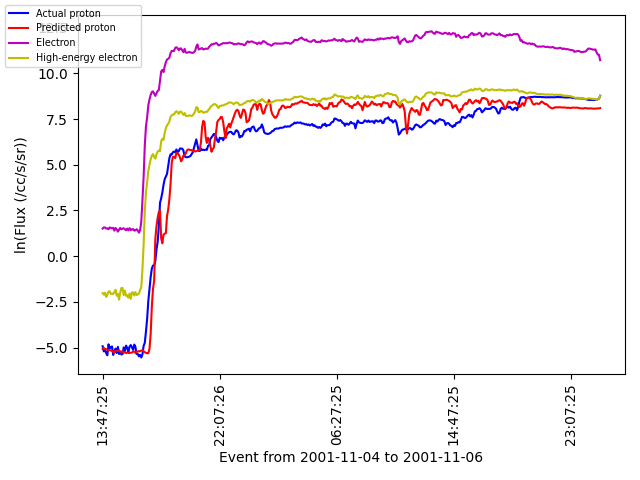 Actual proton
Predicted proton
Electron
High-energy electron
10.0
7.5
5.0
2.5
0.0
−2.5
−5.0
ln(Flux (/cc/s/sr))
13:47:25
22:07:26
06:27:25
14:47:25
23:07:25
Event from 2001-11-04 to 2001-11-06